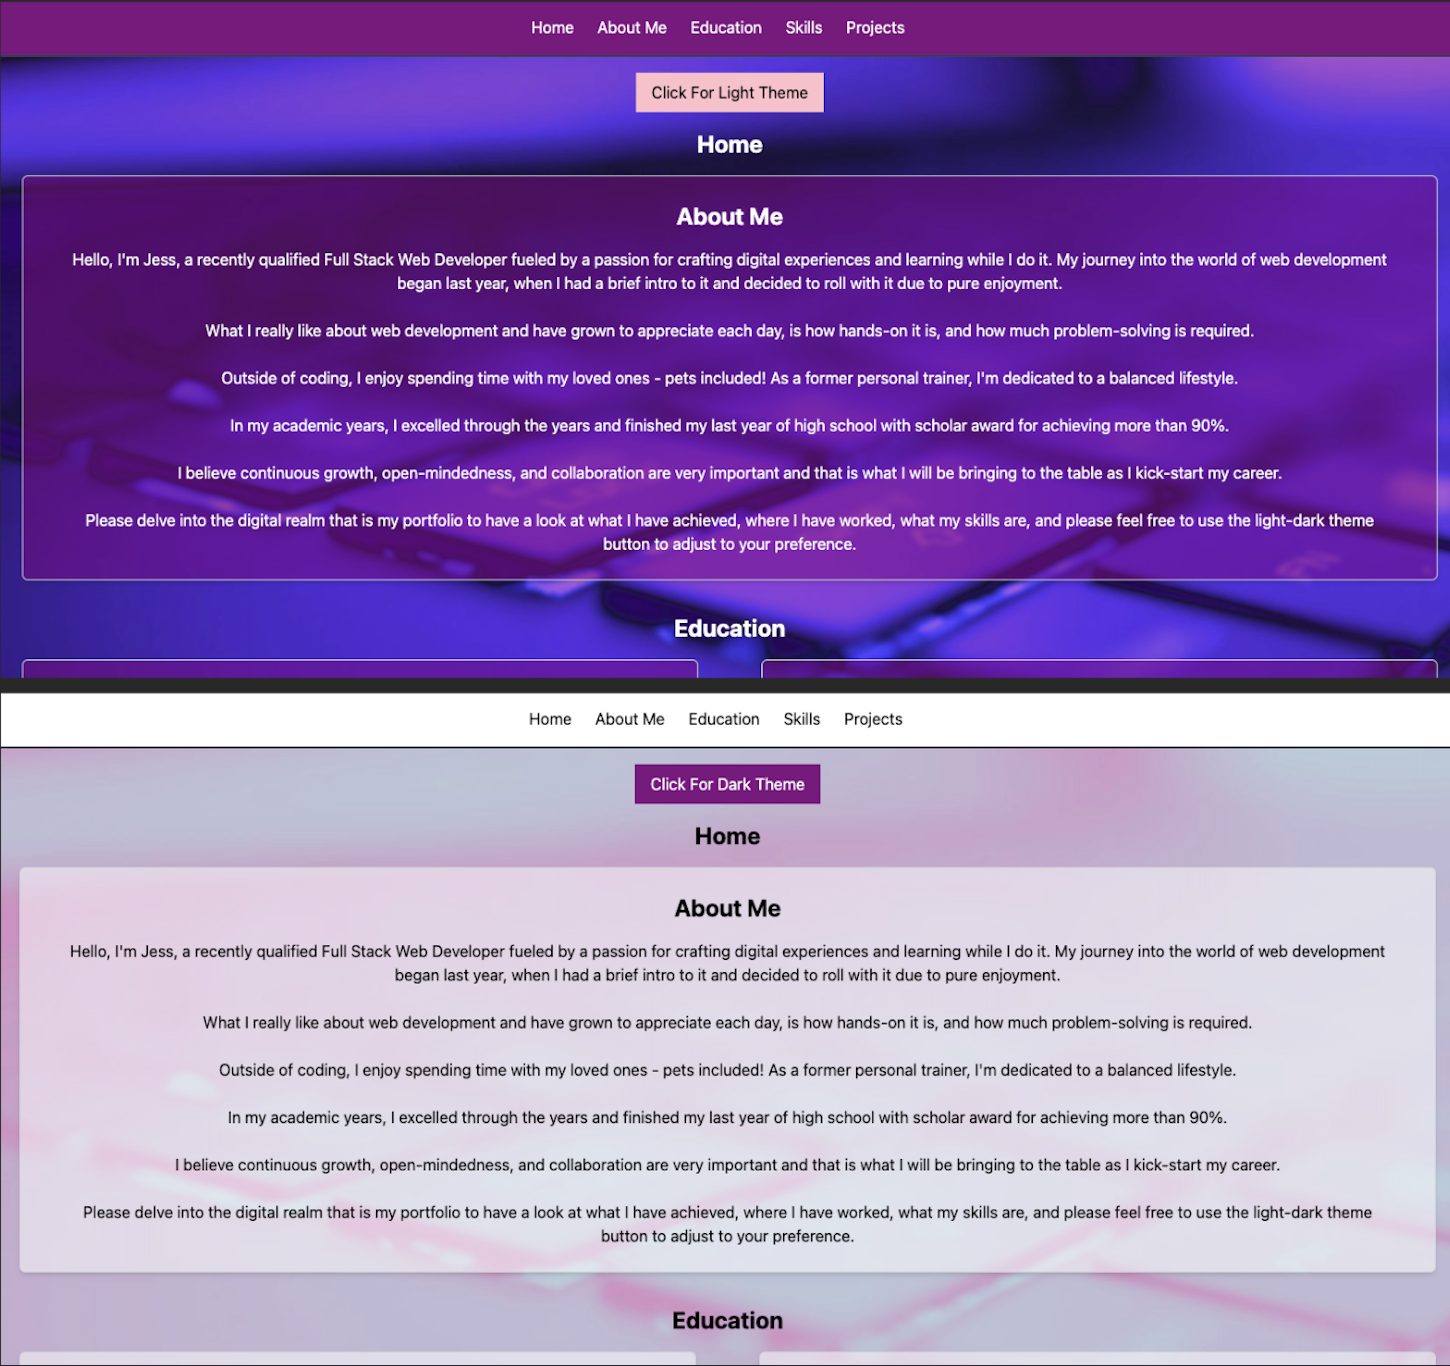 Home About Me Education Skills Projects
Click For Light Theme
Home
About Me
Hello, I'm Jess, a recently qualified Full Stack Web Developer fueled by a passion for crafting digital experiences and learning while I do it. My journey into the world of web development
began last year, when I had a brief intro to it and decided to roll with it due to pure enjoyment.
What I really like about web development and have grown to appreciate each day, is how hands-on it is, and how much problem-solving is required.
Outside of coding, I enjoy spending time with my loved ones - pets included! As a former personal trainer, I'm dedicated to a balanced lifestyle.
In my academic years, I excelled through the years and finished my last year of high school with scholar award for achieving more than 90%.
I believe continuous growth, open-mindedness, and collaboration are very important and that is what I will be bringing to the table as I kick-start my career.
Please delve into the digital realm that is my portfolio to have a look at what I have achieved, where I have worked, what my skills are, and please feel free to use the light-dark theme
button to adjust to your preference.
Education
Home About Me Education Skills Projects
Click For Dark Theme
Home
About Me
Hello, I'm Jess, a recently qualified Full Stack Web Developer fueled by a passion for crafting digital experiences and learning while I do it. My journey into the world of web development
began last year, when I had a brief intro to it and decided to roll with it due to pure enjoyment.
What I really like about web development and have grown to appreciate each day, is how hands-on it is, and how much problem-solving is required.
Outside of coding, I enjoy spending time with my loved ones - pets included! As a former personal trainer, I'm dedicated to a balanced lifestyle.
In my academic years, I excelled through the years and finished my last year of high school with scholar award for achieving more than 90%.
I believe continuous growth, open-mindedness, and collaboration are very important and that is what I will be bringing to the table as I kick-start my career.
Please delve into the digital realm that is my portfolio to have a look at what I have achieved, where I have worked, what my skills are, and please feel free to use the light-dark theme
button to adjust to your preference.
Education